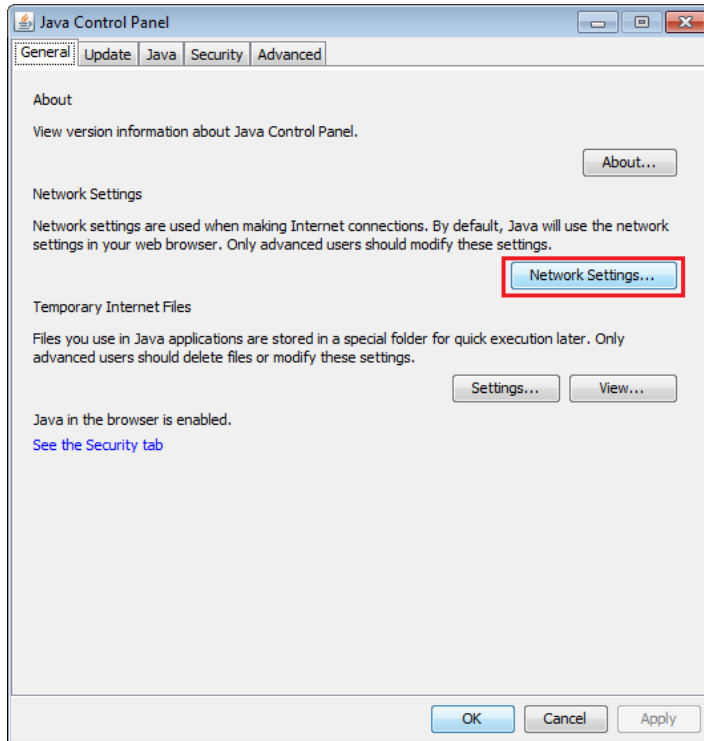 Java Control Panel
General Update Java Security Advanced
About
View version information about Java Control Panel.
About...
Network Settings
Network settings are used when making Internet connections. By default, Java will use the network
settings in your web browser. Only advanced users should modify these settings.
Network Settings...
Temporary Internet Files
Files you use in Java applications are stored in a special folder for quick execution later. Only
advanced users should delete files or modify these settings.
Settings... View...
Java in the browser is enabled.
See the Security tab
OK Cancel Apply